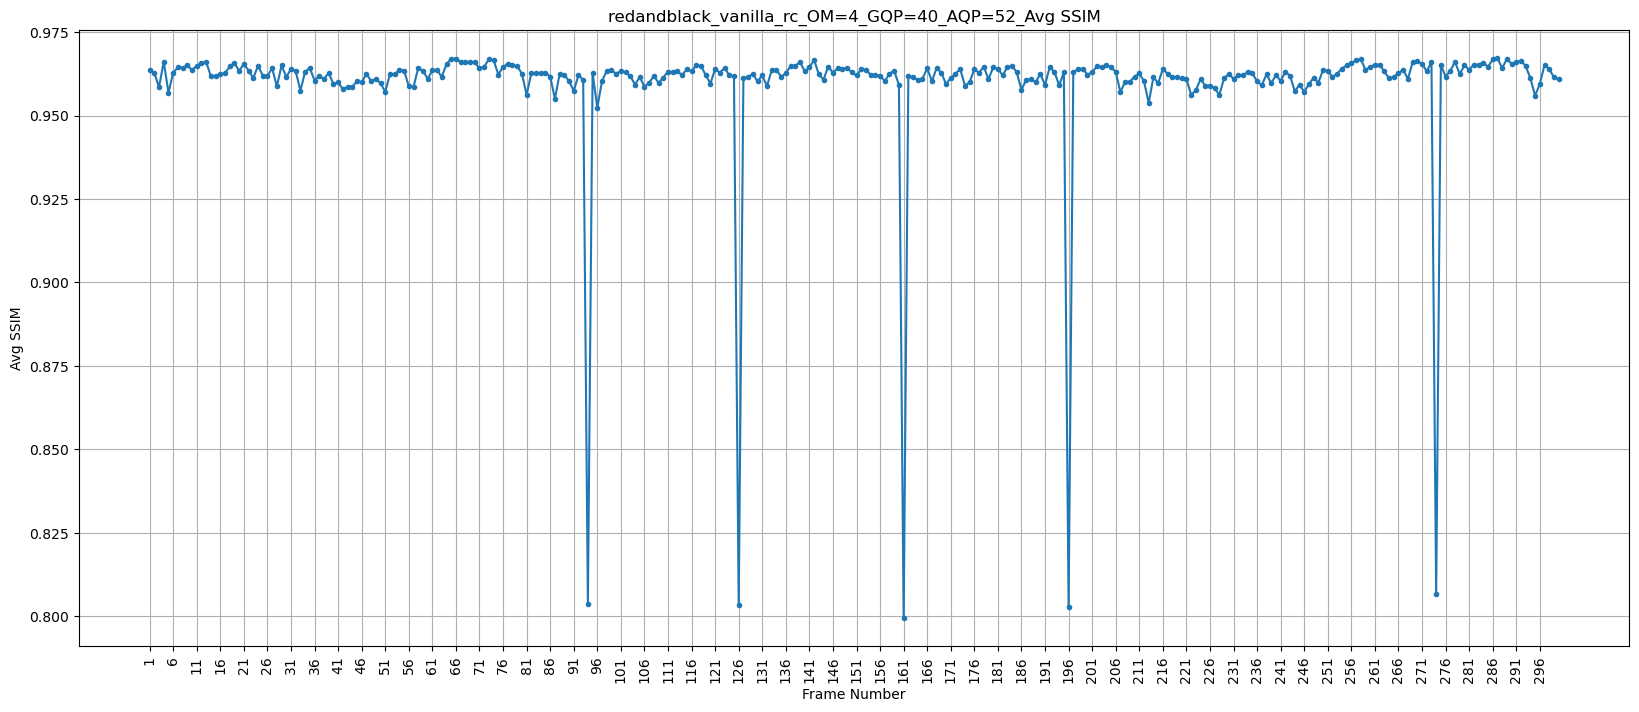 redandblack_vanilla_rc_OM=4_GQP=40_AQP=52_Avg SSIM
0.975
0.950
0.925
0.900
0.875
0.850
0.825
0.800
Avg SSIM
1 6 11 16 21 26 31 36 41 46 51 56 61 66 71 76 81 86 91 96 101 106 111 116 121 126 131 136 141 146 151 156 161 166 171 176 181 186 191 196 201 206 211 216 221 226 231 236 241 246 251 256 261 266 271 276 281 286 291 296
Frame Number